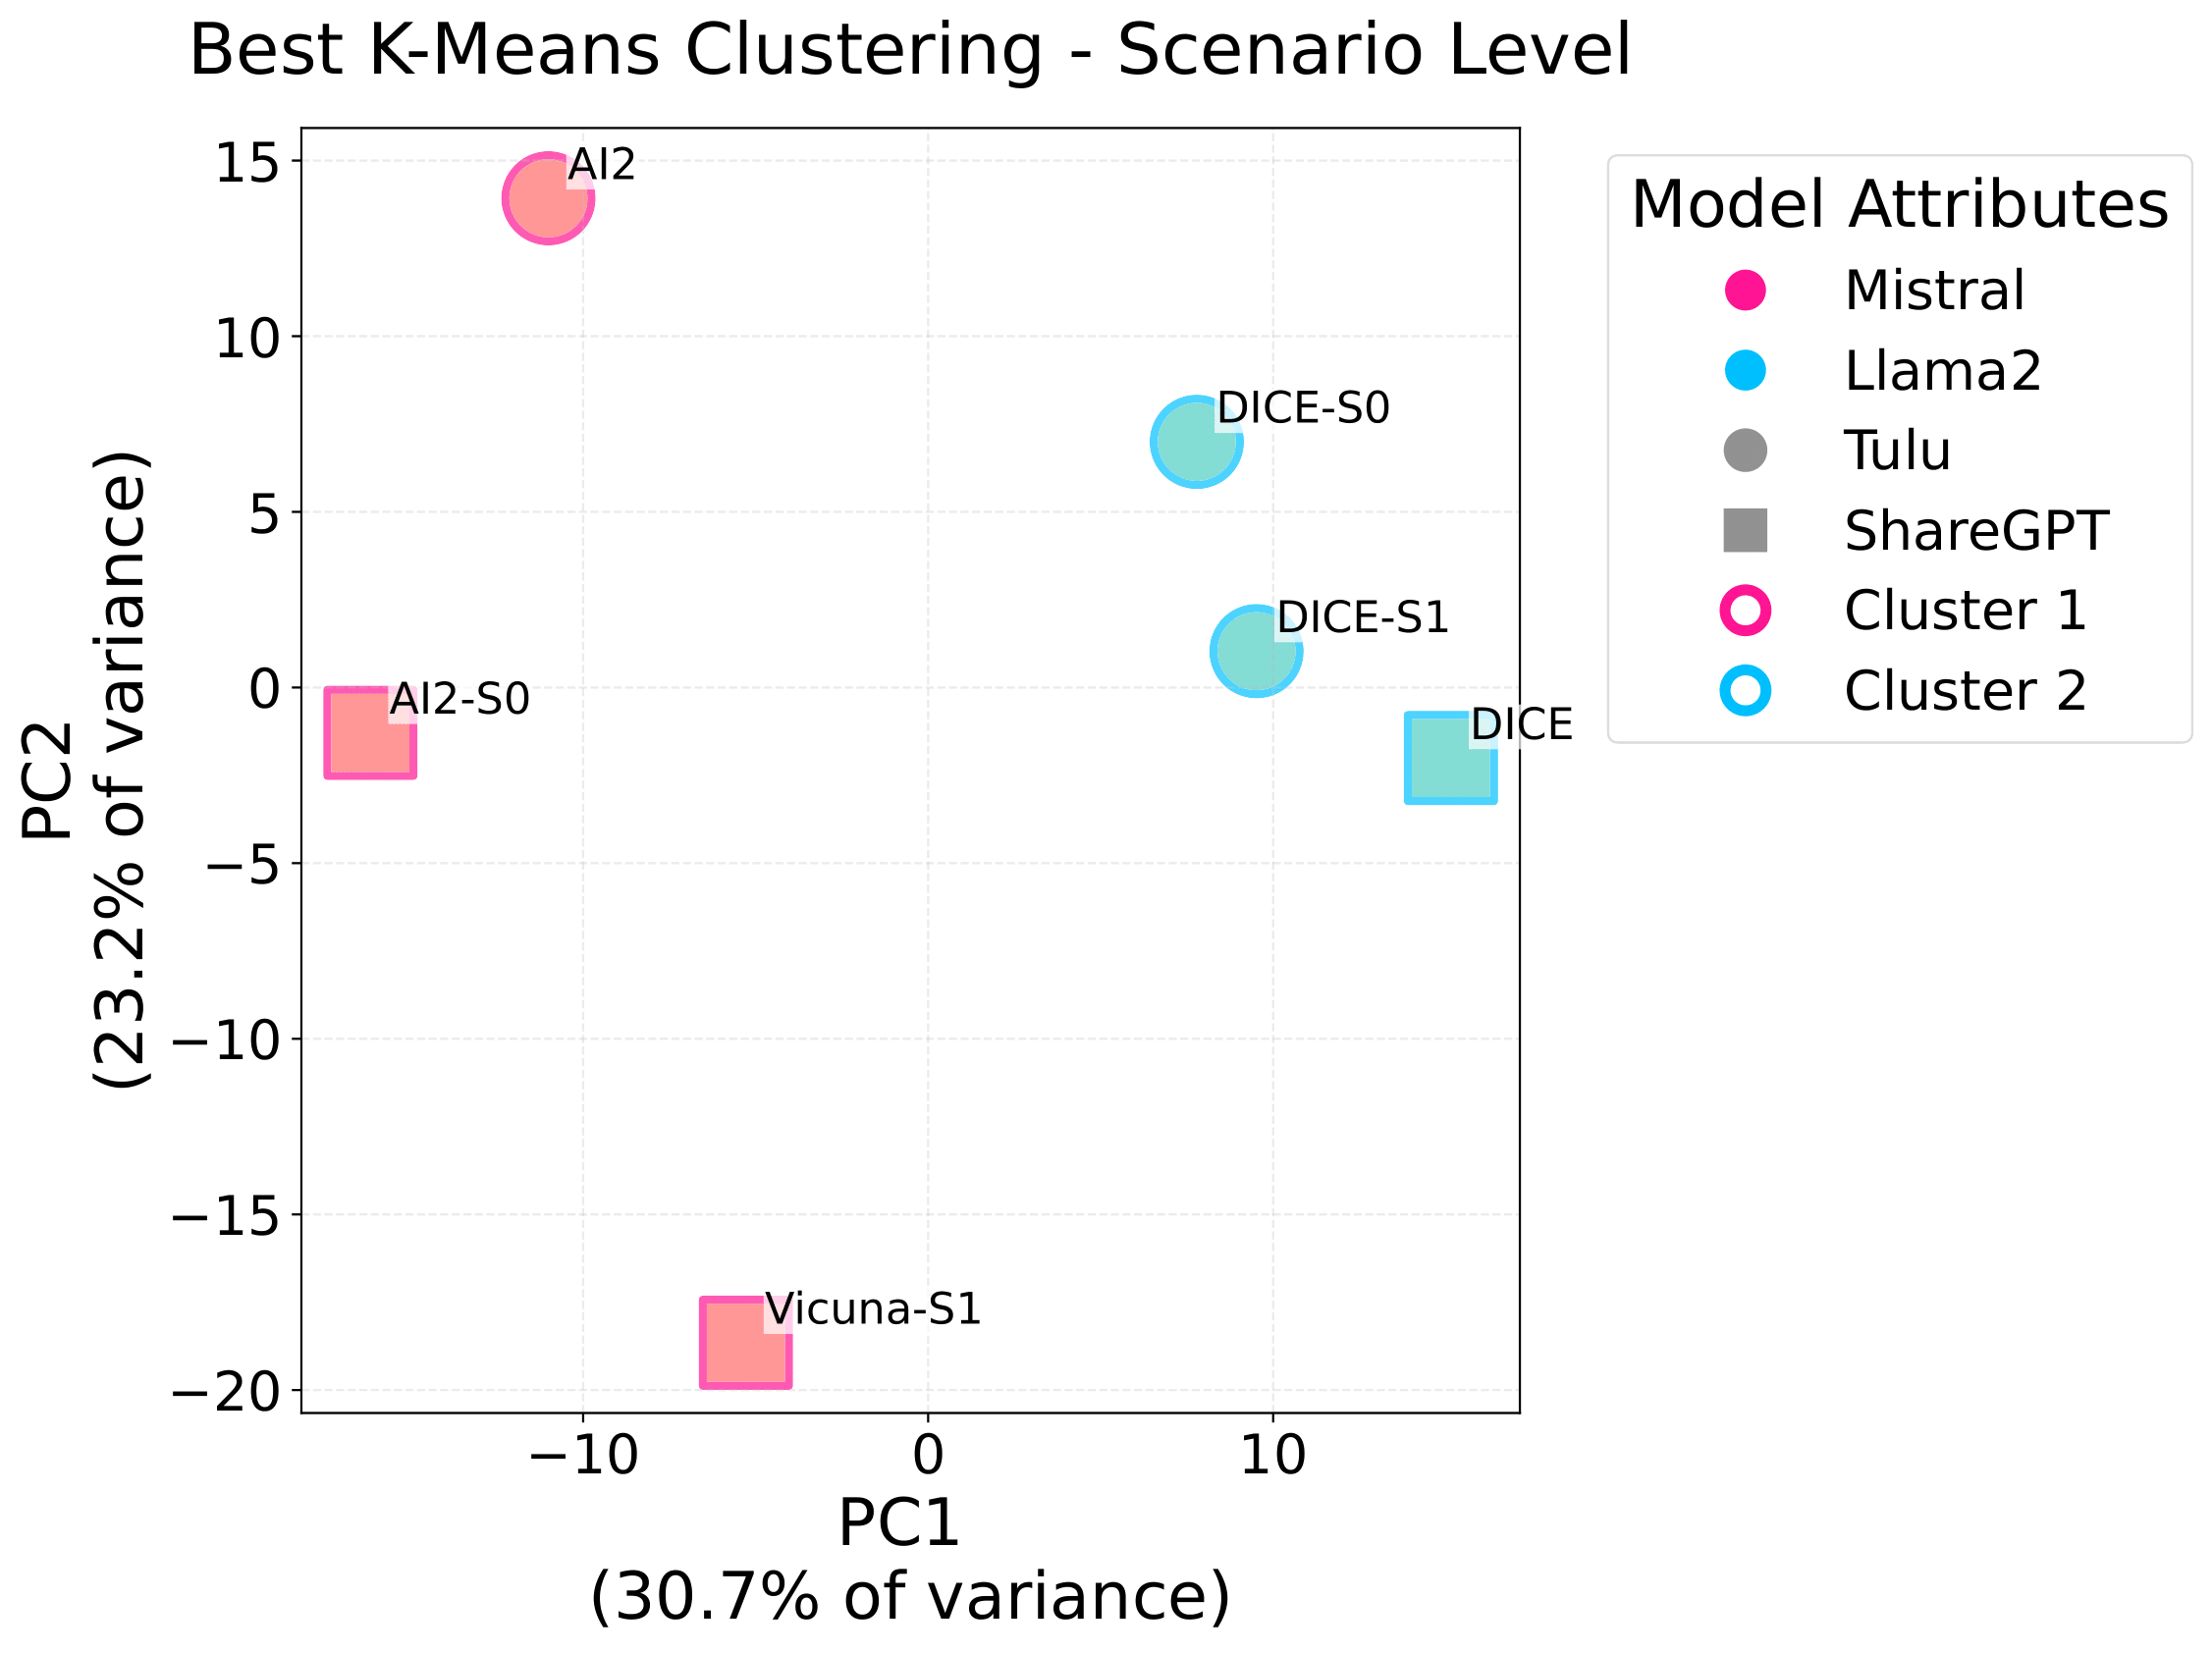 Best K-Means Clustering - Scenario Level
15
10
5
0
−5
−10
−15
−20
PC2
(23.2% of variance)
AI2
DICE-S0
DICE-S1
AI2-S0
DICE
Vicuna-S1
−10
0
10
PC1
(30.7% of variance)
Model Attributes
Mistral
Llama2
Tulu
ShareGPT
Cluster 1
Cluster 2